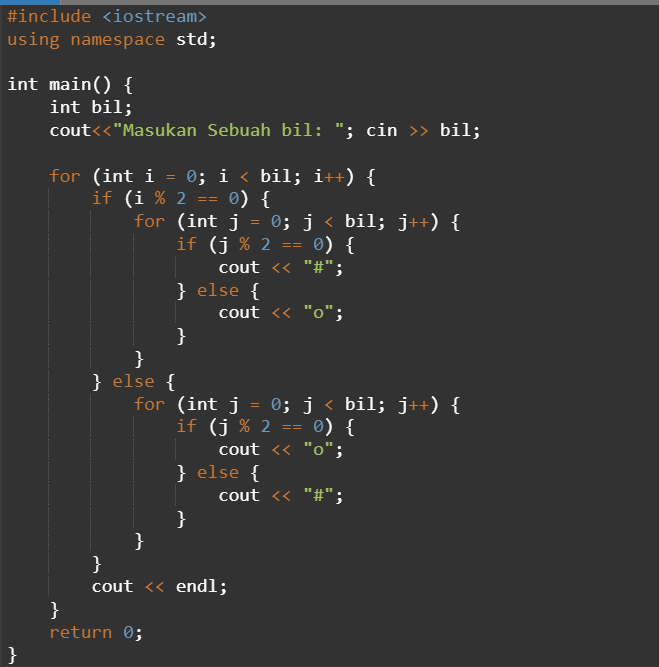 #include <iostream>
using namespace std;

int main() {
    int bil;
    cout<<"Masukan Sebuah bil: "; cin >> bil;

    for (int i = 0; i < bil; i++) {
        if (i % 2 == 0) {
            for (int j = 0; j < bil; j++) {
                if (j % 2 == 0) {
                    cout << "#";
                } else {
                    cout << "o";
                }
            }
        } else {
            for (int j = 0; j < bil; j++) {
                if (j % 2 == 0) {
                    cout << "o";
                } else {
                    cout << "#";
                }
            }
        }
        cout << endl;
    }
    return 0;
}